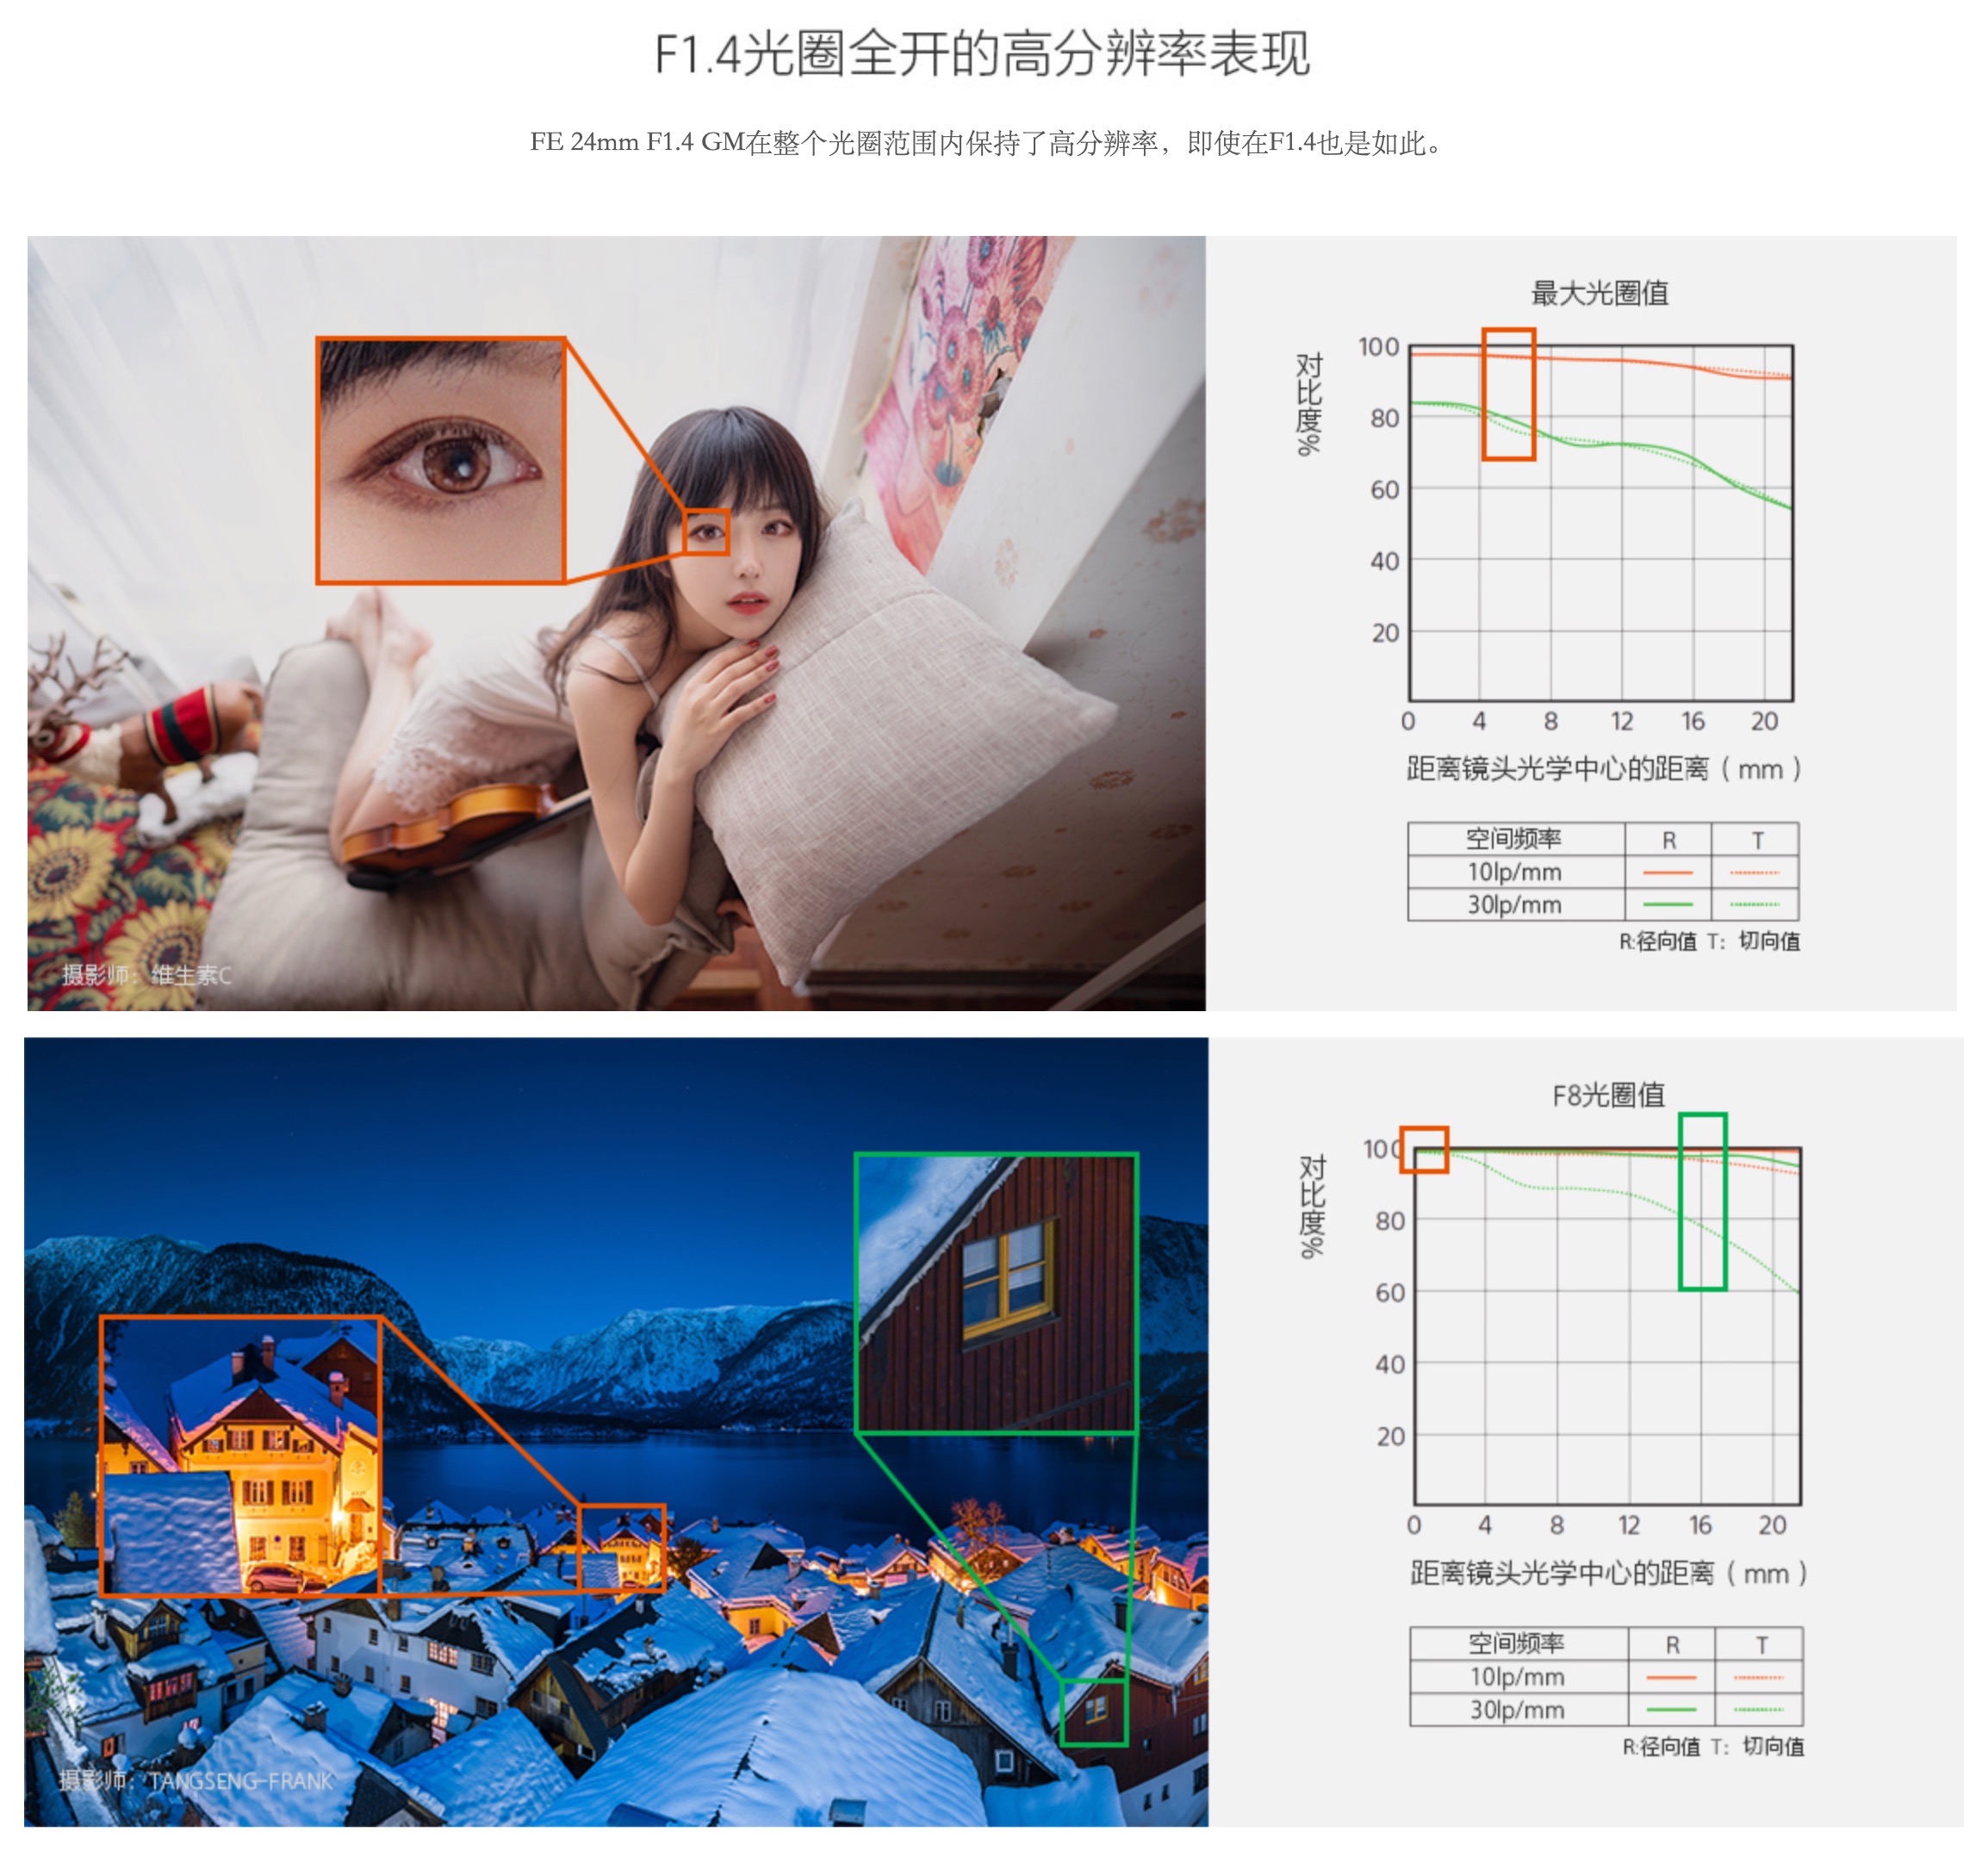 F1.4光圈全开的高分辨率表现
FE 24mm F1.4 GM在整个光圈范围内保持了高分辨率，即使在F1.4也是如此。
摄影师：维生素C
最大光圈值
对比度%
100
80
60
40
20
0 4 8 12 16 20
距离镜头光学中心的距离（mm）
空间频率 R T
10lp/mm
30lp/mm
R:径向值 T：切向值
摄影师：TANGSENG-FRANK
F8光圈值
对比度%
100
80
60
40
20
0 4 8 12 16 20
距离镜头光学中心的距离（mm）
空间频率 R T
10lp/mm
30lp/mm
R:径向值 T：切向值